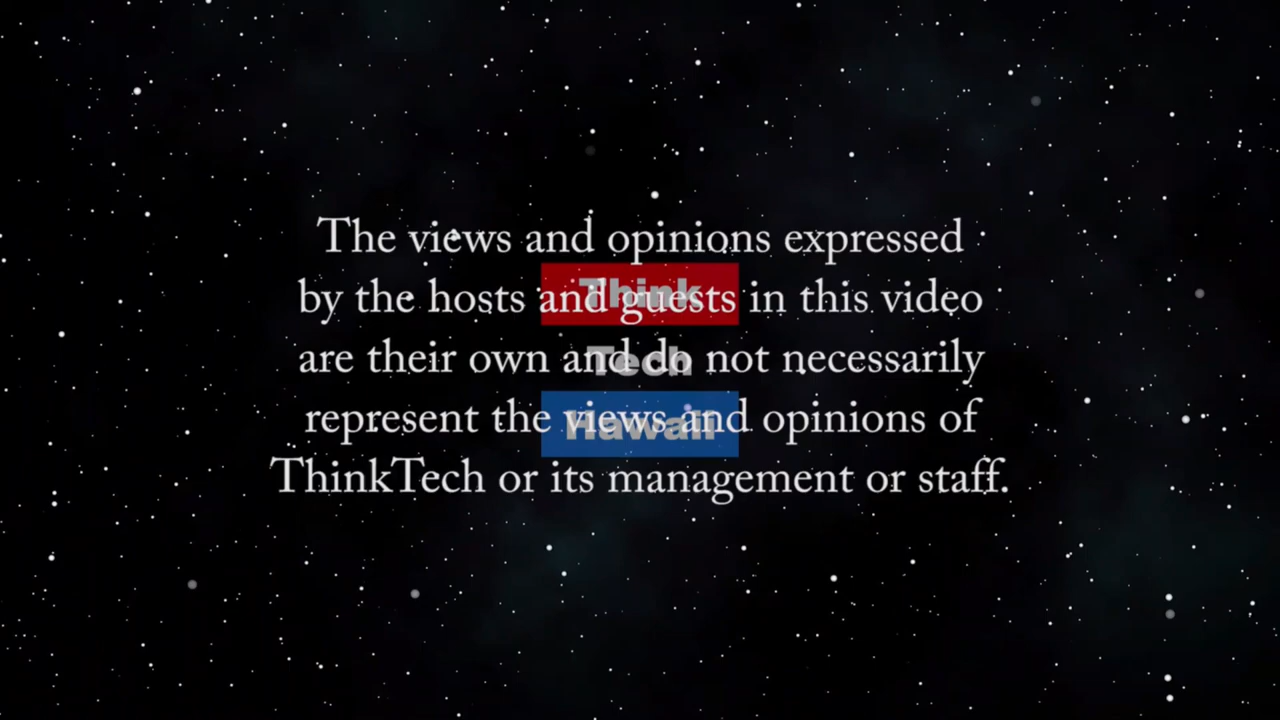 The views and opinions expressed
by the hosts and guests in this video
are their own and do not necessarily
represent the views and opinions of
ThinkTech or its management or staff.
Think
Tech
Hawaii